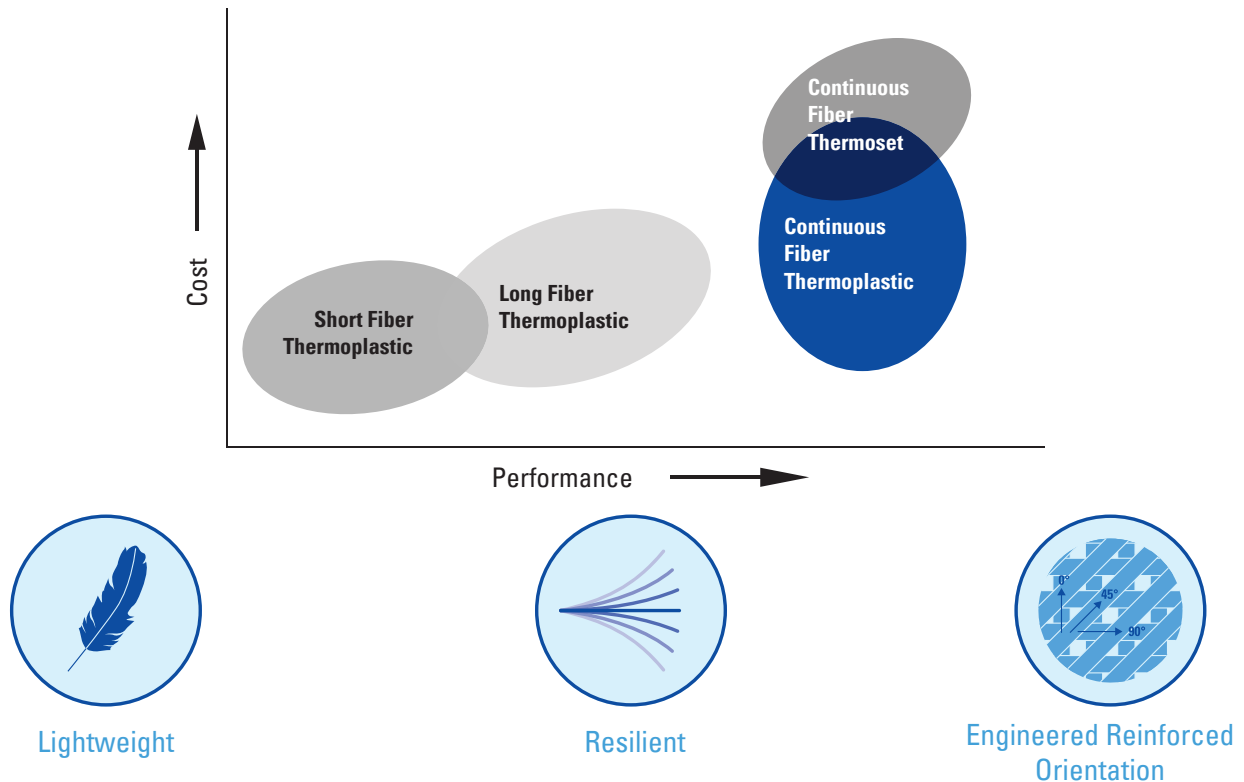 Continuous
Fiber
Thermoset
Continuous
Fiber
Thermoplastic
Long Fiber
Thermoplastic
Short Fiber
Thermoplastic
Cost
Performance
0°
45°
90°
Lightweight
Resilient
Engineered Reinforced
Orientation